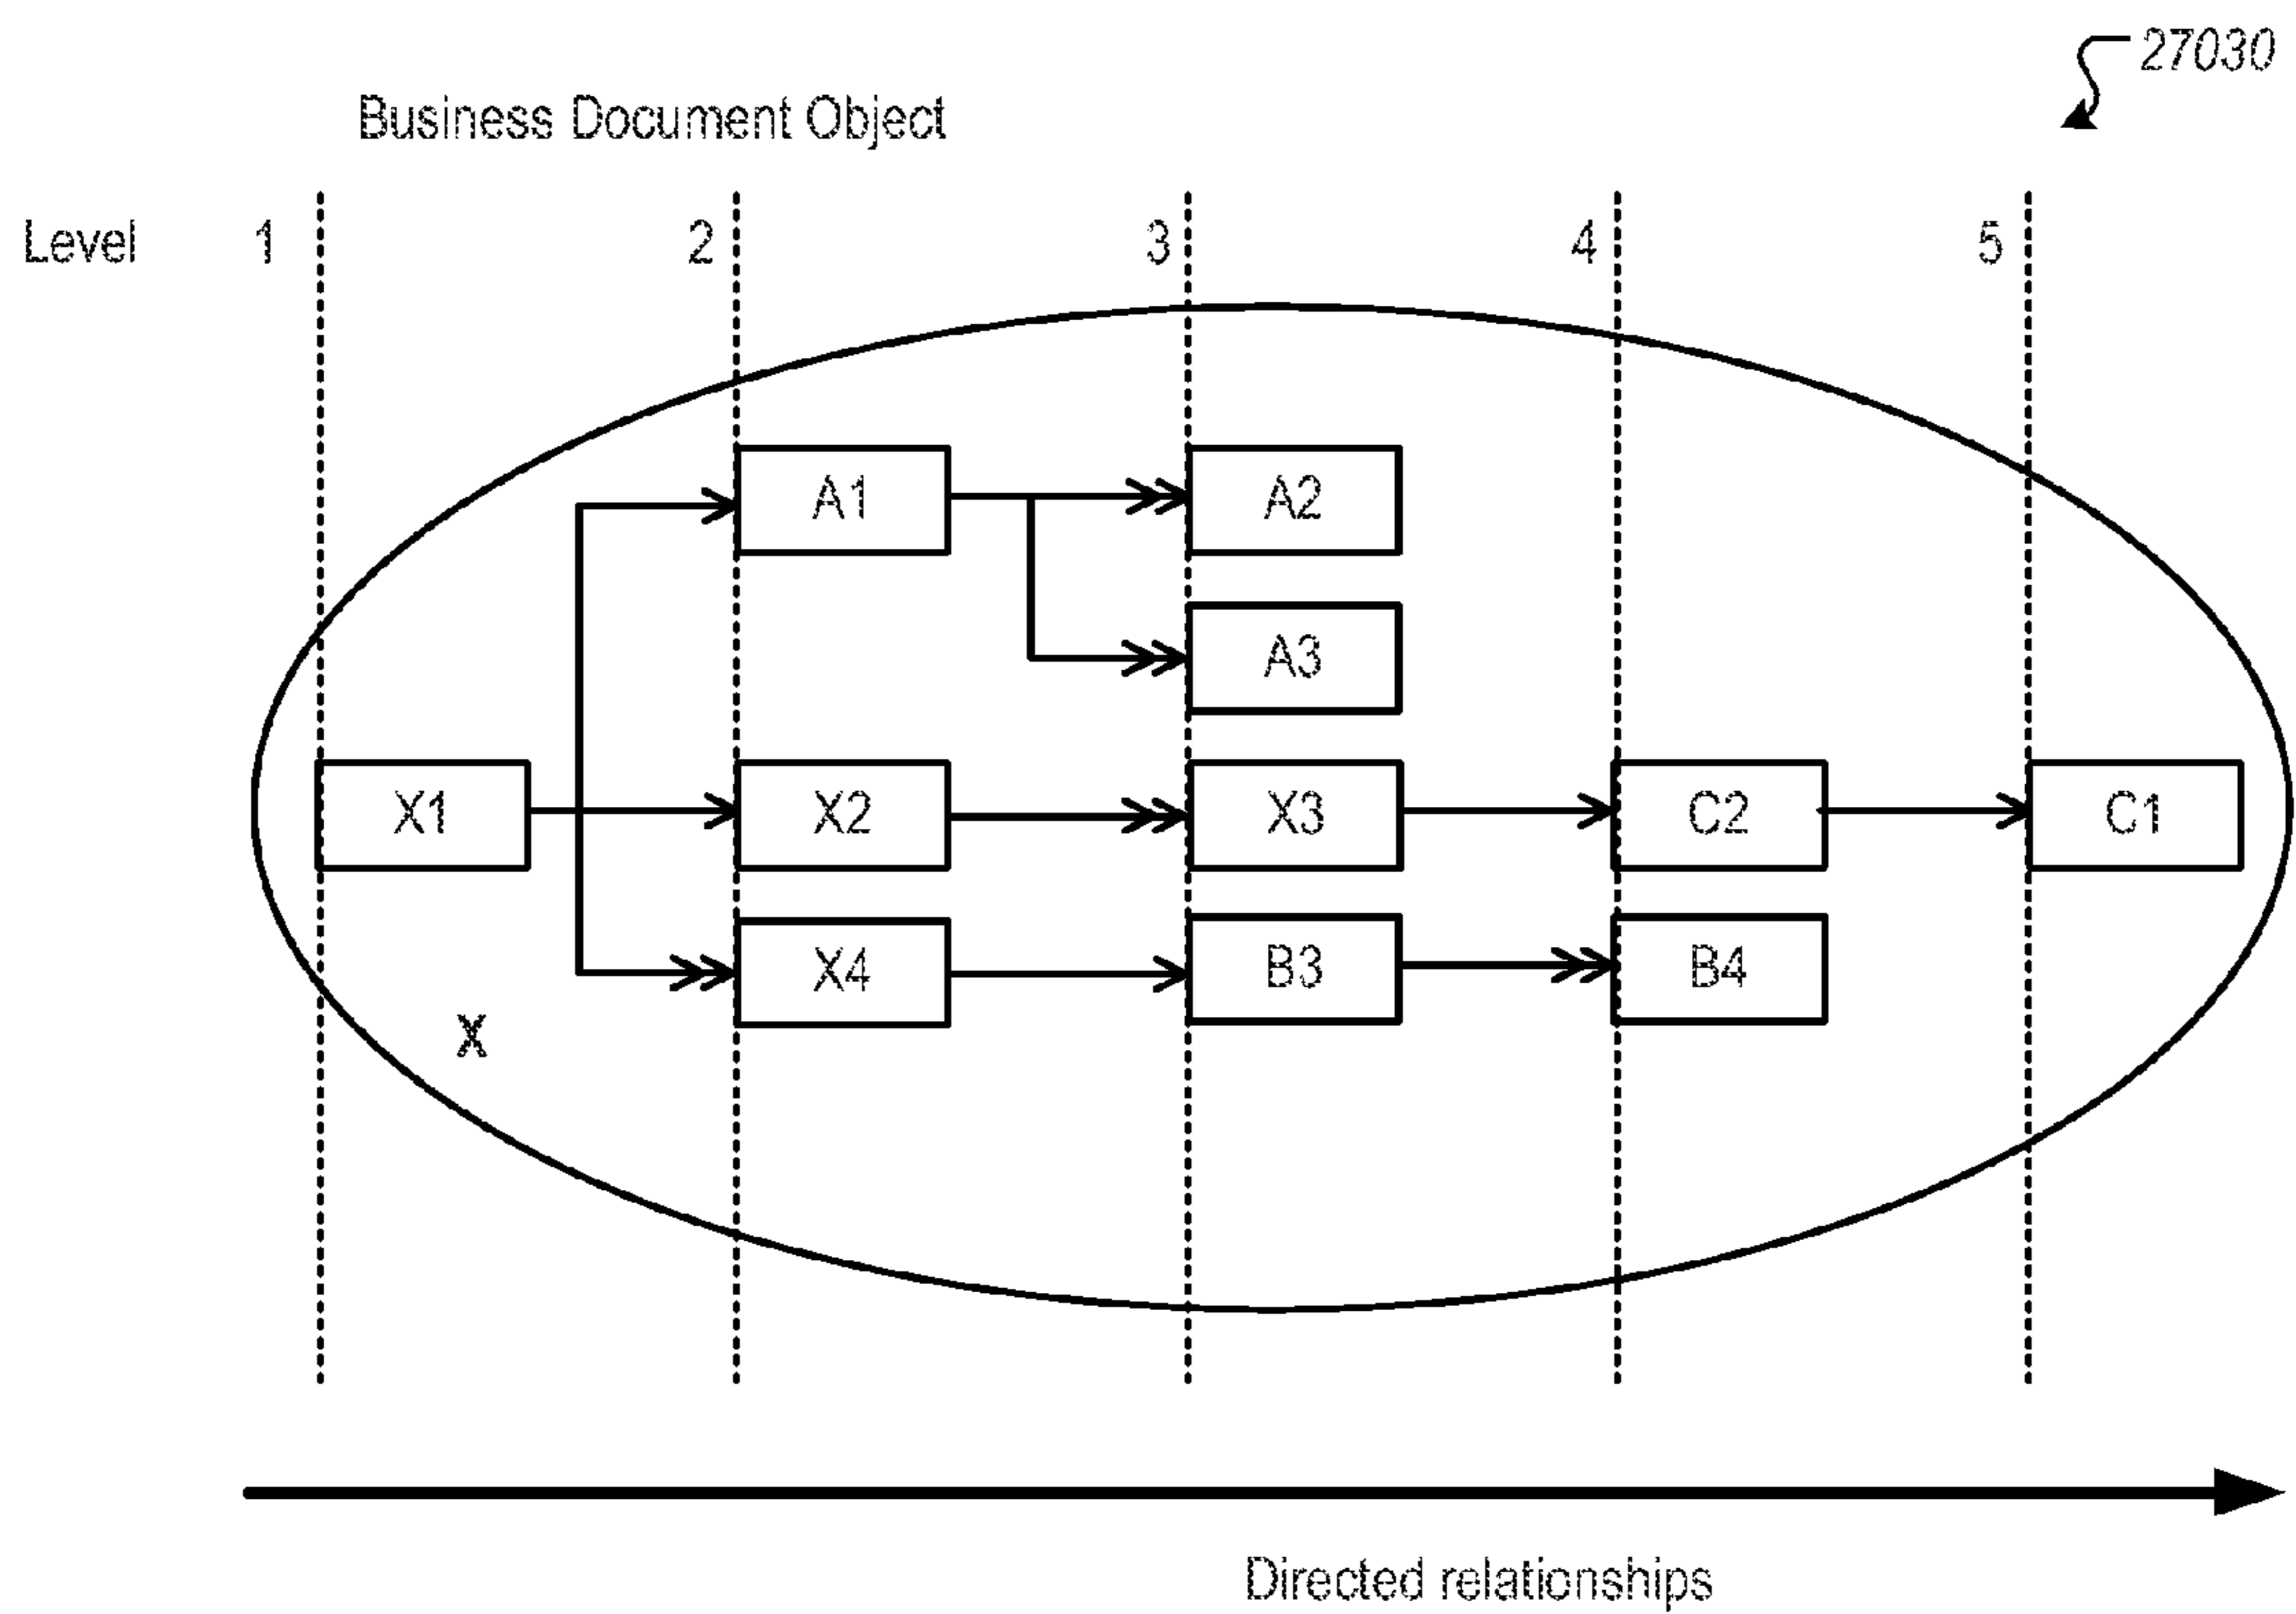 27030
Business Document Object
Level 1 2 3 4 5
A1 A2
A3
X1 X2 X3 C2 C1
X4 B3 B4
X
Directed relationships